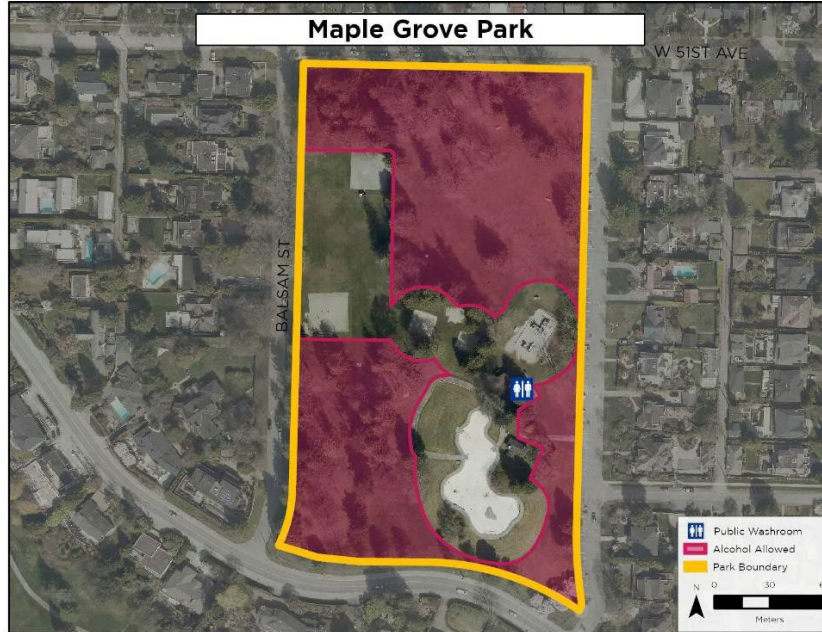 Maple Grove Park
W 51ST AVE
BALSAM ST
Public Washroom
Alcohol Allowed
Park Boundary
N
0 30
Meters